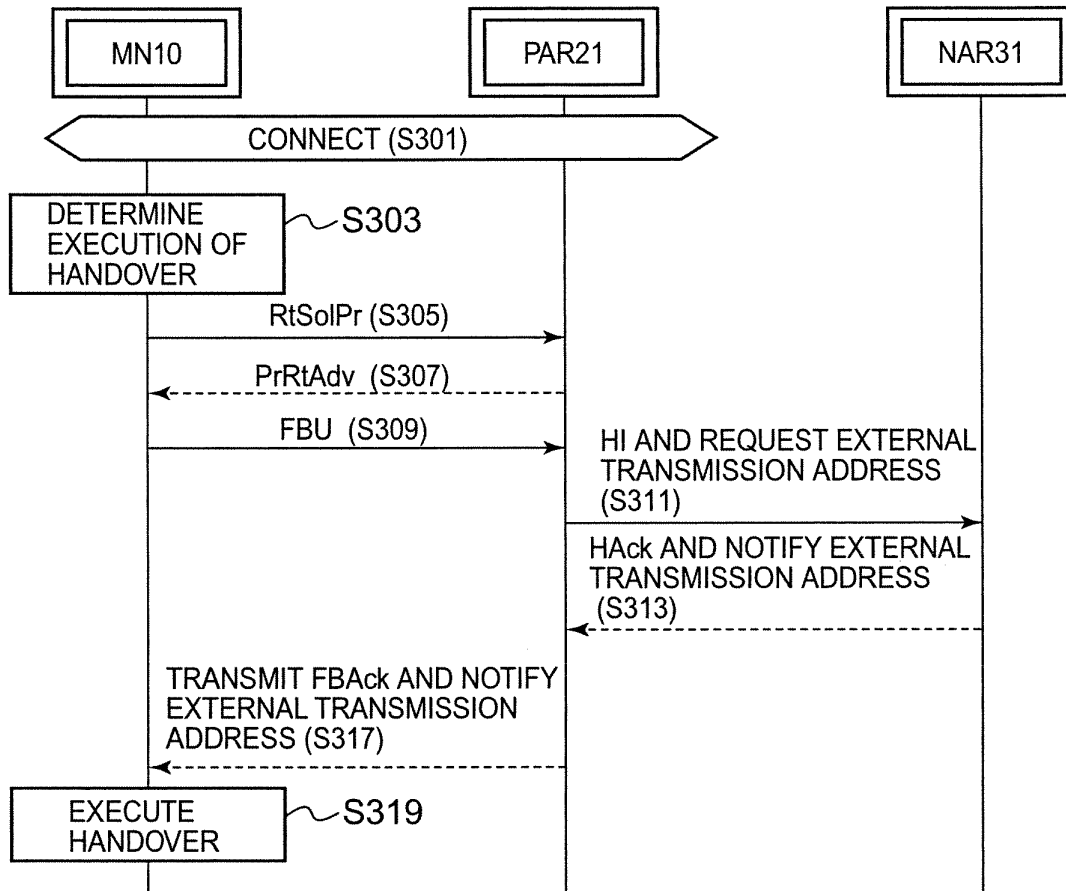 MN10
PAR21
NAR31
CONNECT (S301)
DETERMINE
EXECUTION OF
HANDOVER
S303
RtSolPr (S305)
PrRtAdv (S307)
FBU (S309)
HI AND REQUEST EXTERNAL
TRANSMISSION ADDRESS
(S311)
HAck AND NOTIFY EXTERNAL
TRANSMISSION ADDRESS
(S313)
TRANSMIT FBAck AND NOTIFY
EXTERNAL TRANSMISSION
ADDRESS (S317)
EXECUTE
HANDOVER
S319